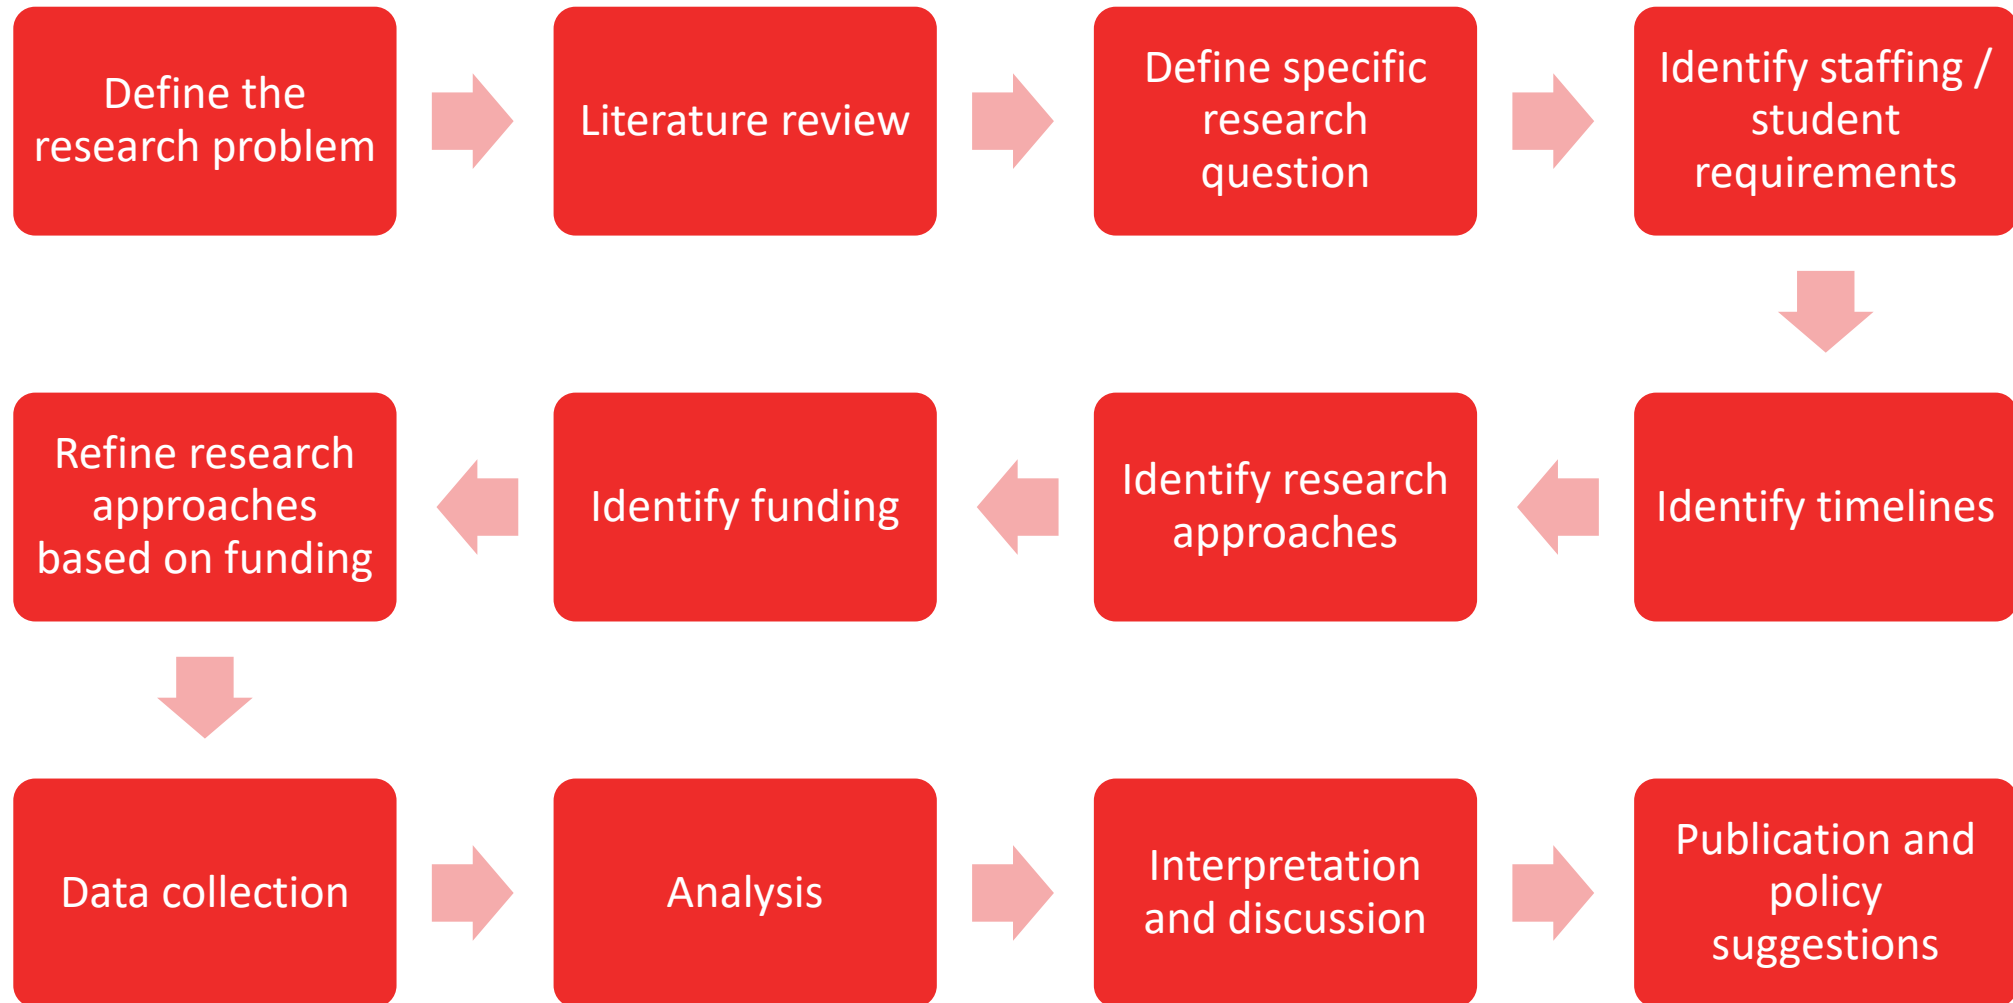 Define the
research problem
Literature review
Define specific
research
question
Identify staffing /
student
requirements
Identify timelines
Identify research
approaches
Identify funding
Refine research
approaches
based on funding
Data collection
Analysis
Interpretation
and discussion
Publication and
policy
suggestions